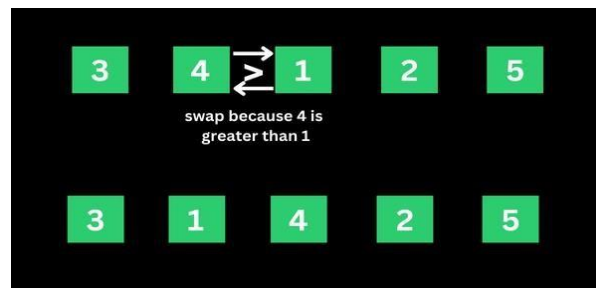 3 4 > 1 2 5
swap because 4 is
greater than 1
3 1 4 2 5